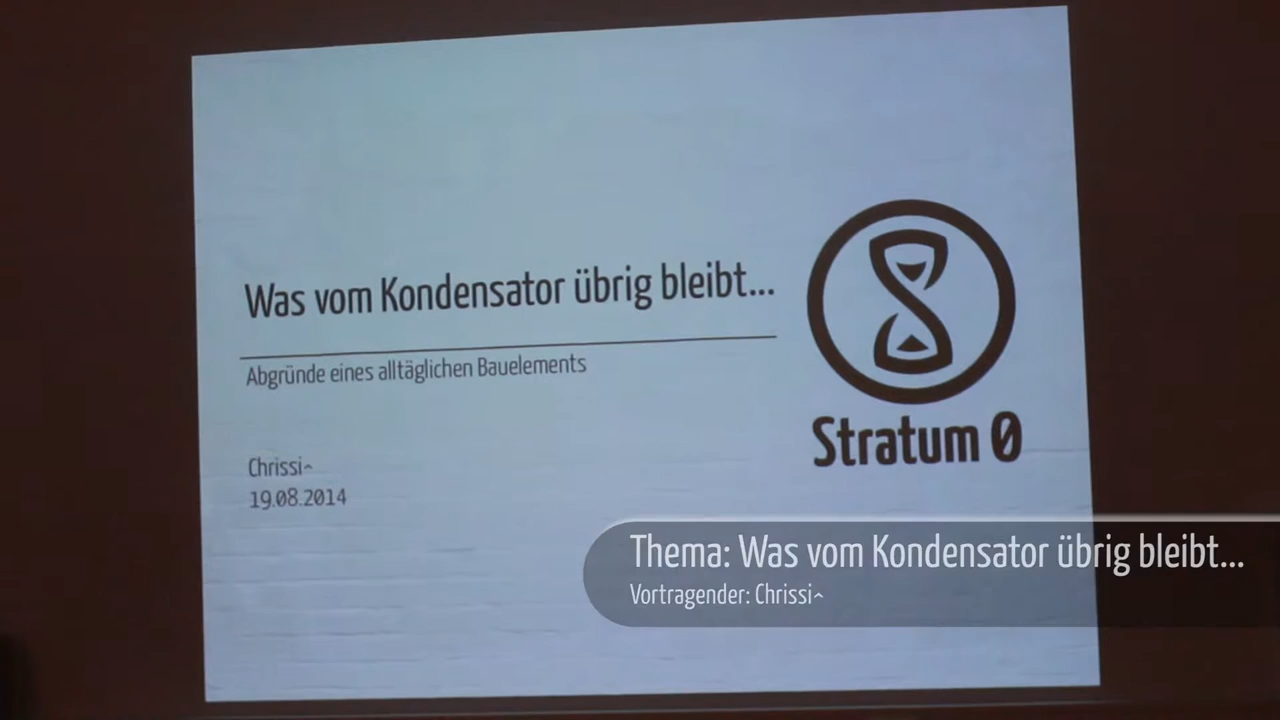 Was vom Kondensator übrig bleibt...
Abgründe eines alltäglichen Bauelements
Chrissi^
19.08.2014
Stratum 0
Thema: Was vom Kondensator übrig bleibt...
Vortragender: Chrissi^